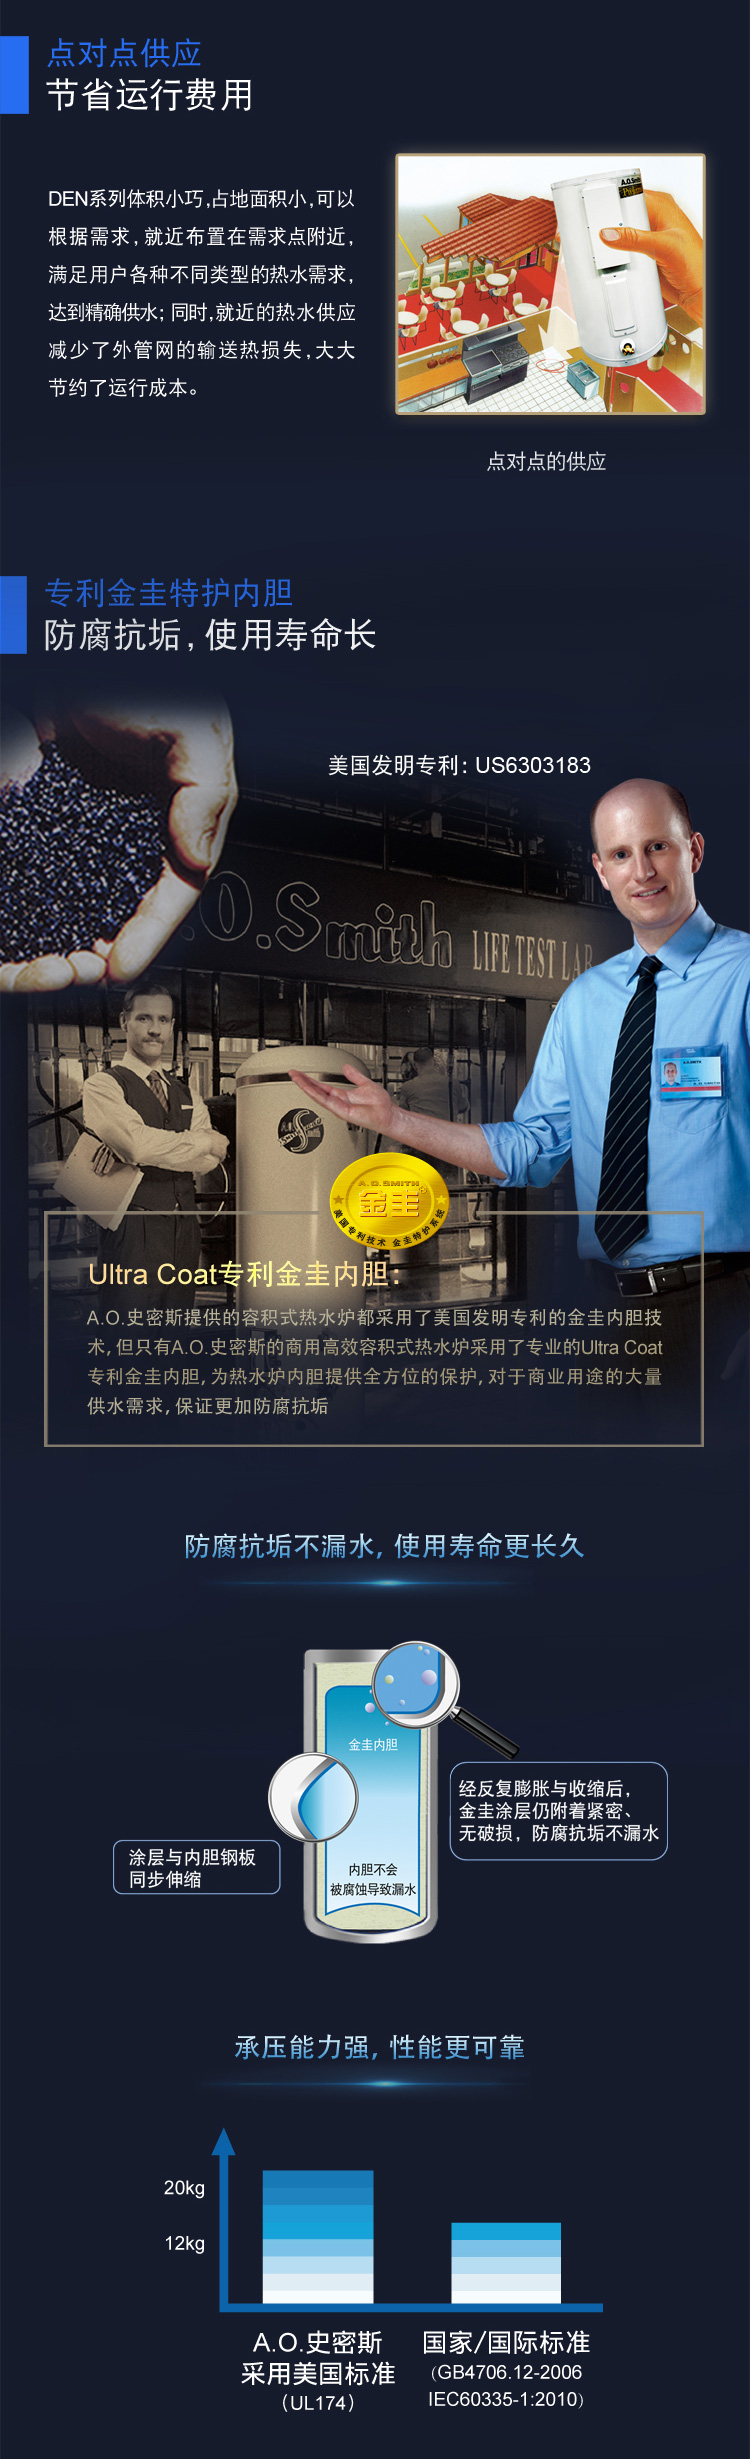 点对点供应
节省运行费用
DEN系列体积小巧,占地面积小,可以
根据需求,就近布置在需求点附近,
满足用户各种不同类型的热水需求,
达到精确供水;同时,就近的热水供应
减少了外管网的输送热损失,大大
节约了运行成本。
A.O.Smith
点对点的供应
专利金圭特护内胆
防腐抗垢,使用寿命长
美国发明专利: US6303183
.O.Smith LIFE TEST LAB
A.O.SMITH
A.O.SMITH
金圭®
美国专利技术 金圭特护系统
Ultra Coat专利金圭内胆:
A.O.史密斯提供的容积式热水炉都采用了美国发明专利的金圭内胆技
术,但只有A.O.史密斯的商用高效容积式热水炉采用了专业的Ultra Coat
专利金圭内胆,为热水炉内胆提供全方位的保护,对于商业用途的大量
供水需求,保证更加防腐抗垢
防腐抗垢不漏水,使用寿命更长久
金圭内胆
经反复膨胀与收缩后,
金圭涂层仍附着紧密、
无破损,防腐抗垢不漏水
涂层与内胆钢板
同步伸缩
内胆不会
被腐蚀导致漏水
承压能力强,性能更可靠
20kg
12kg
A.O.史密斯
采用美国标准
(UL174)
国家/国际标准
(GB4706.12-2006
IEC60335-1:2010)